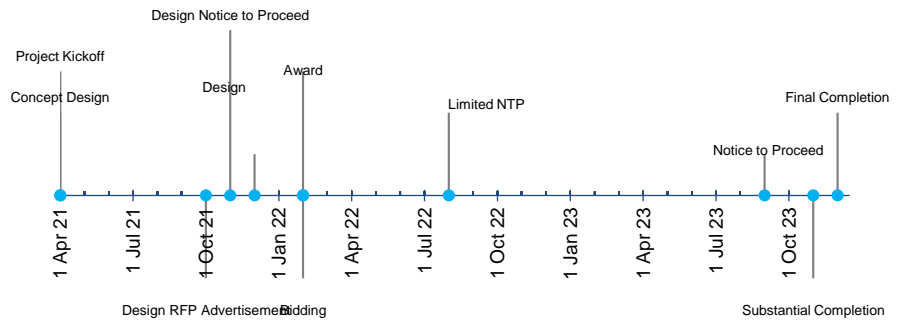 Design Notice to Proceed
Project Kickoff
Award
Design
Concept Design
Limited NTP
Final Completion
Notice to Proceed
1 Apr 21
1 Jul 21
1 Oct 21
1 Jan 22
1 Apr 22
1 Jul 22
1 Oct 22
1 Jan 23
1 Apr 23
1 Jul 23
1 Oct 23
Design RFP Advertisement
Bidding
Substantial Completion